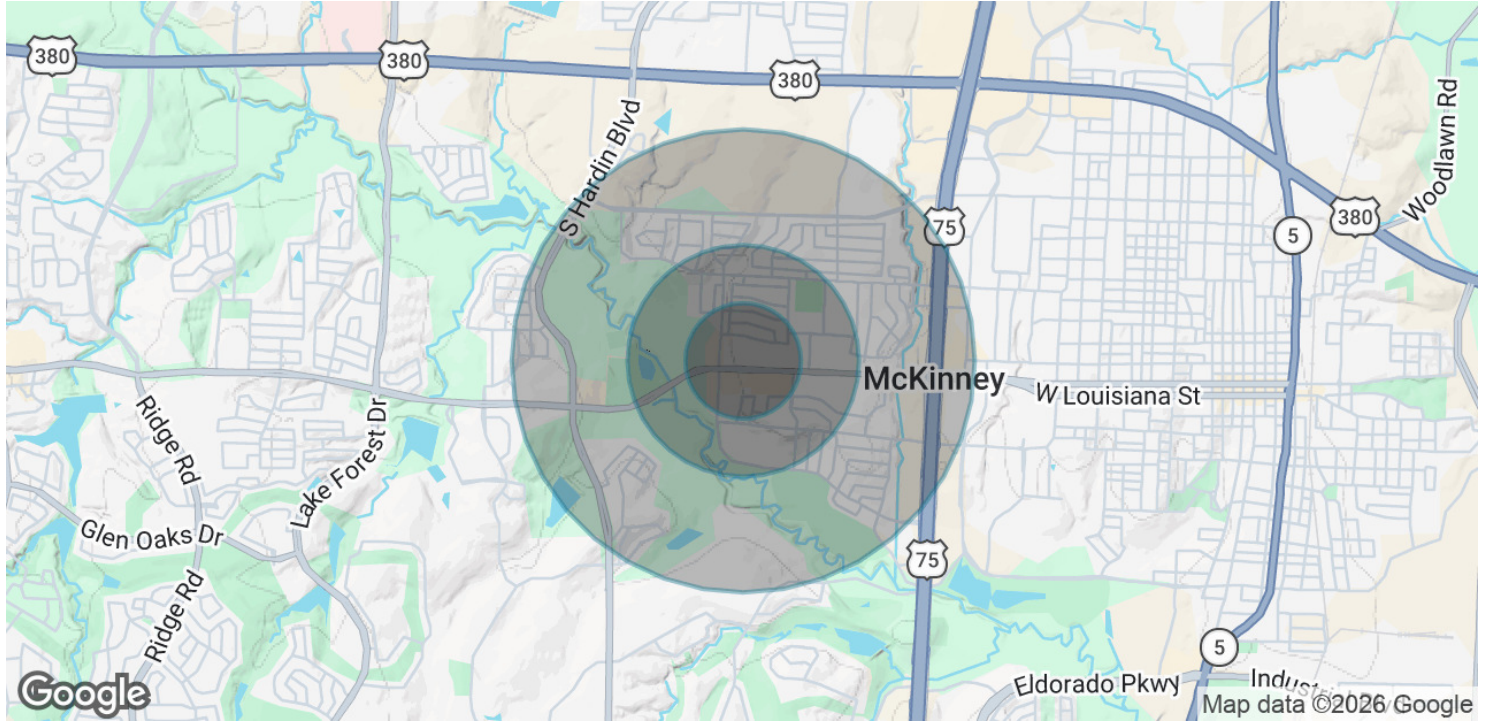 380
380
380
Woodlawn Rd
S Hardin Blvd
380
75
5
McKinney
W Louisiana St
Ridge Rd
Lake Forest Dr
Glen Oaks Dr
75
Ridge Rd
5
Eldorado Pkwy
Google
Map data ©2026 Google